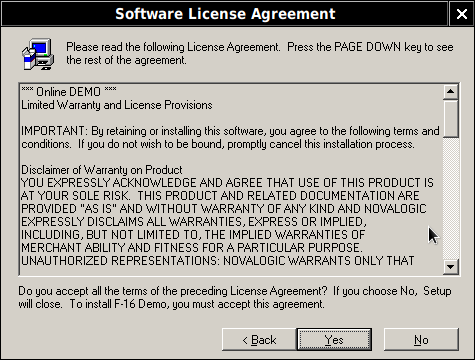 Software License Agreement
Please read the following License Agreement. Press the PAGE DOWN key to see
the rest of the agreement.
*** Online DEMO ***
Limited Warranty and License Provisions
IMPORTANT: By retaining or installing this software, you agree to the following terms and
conditions. If you do not wish to be bound, promptly cancel this installation process.
Disclaimer of Warranty on Product
YOU EXPRESSLY ACKNOWLEDGE AND AGREE THAT USE OF THIS PRODUCT IS
AT YOUR SOLE RISK. THIS PRODUCT AND RELATED DOCUMENTATION ARE
PROVIDED "AS IS" AND WITHOUT WARRANTY OF ANY KIND AND NOVALOGIC
EXPRESSLY DISCLAIMS ALL WARRANTIES, EXPRESS OR IMPLIED,
INCLUDING, BUT NOT LIMITED TO, THE IMPLIED WARRANTIES OF
MERCHANT ABILITY AND FITNESS FOR A PARTICULAR PURPOSE.
UNAUTHORIZED REPRESENTATIONS: NOVALOGIC WARRANTS ONLY THAT
Do you accept all the terms of the preceding License Agreement? If you choose No, Setup
will close. To install F-16 Demo, you must accept this agreement.
< Back
Yes
No